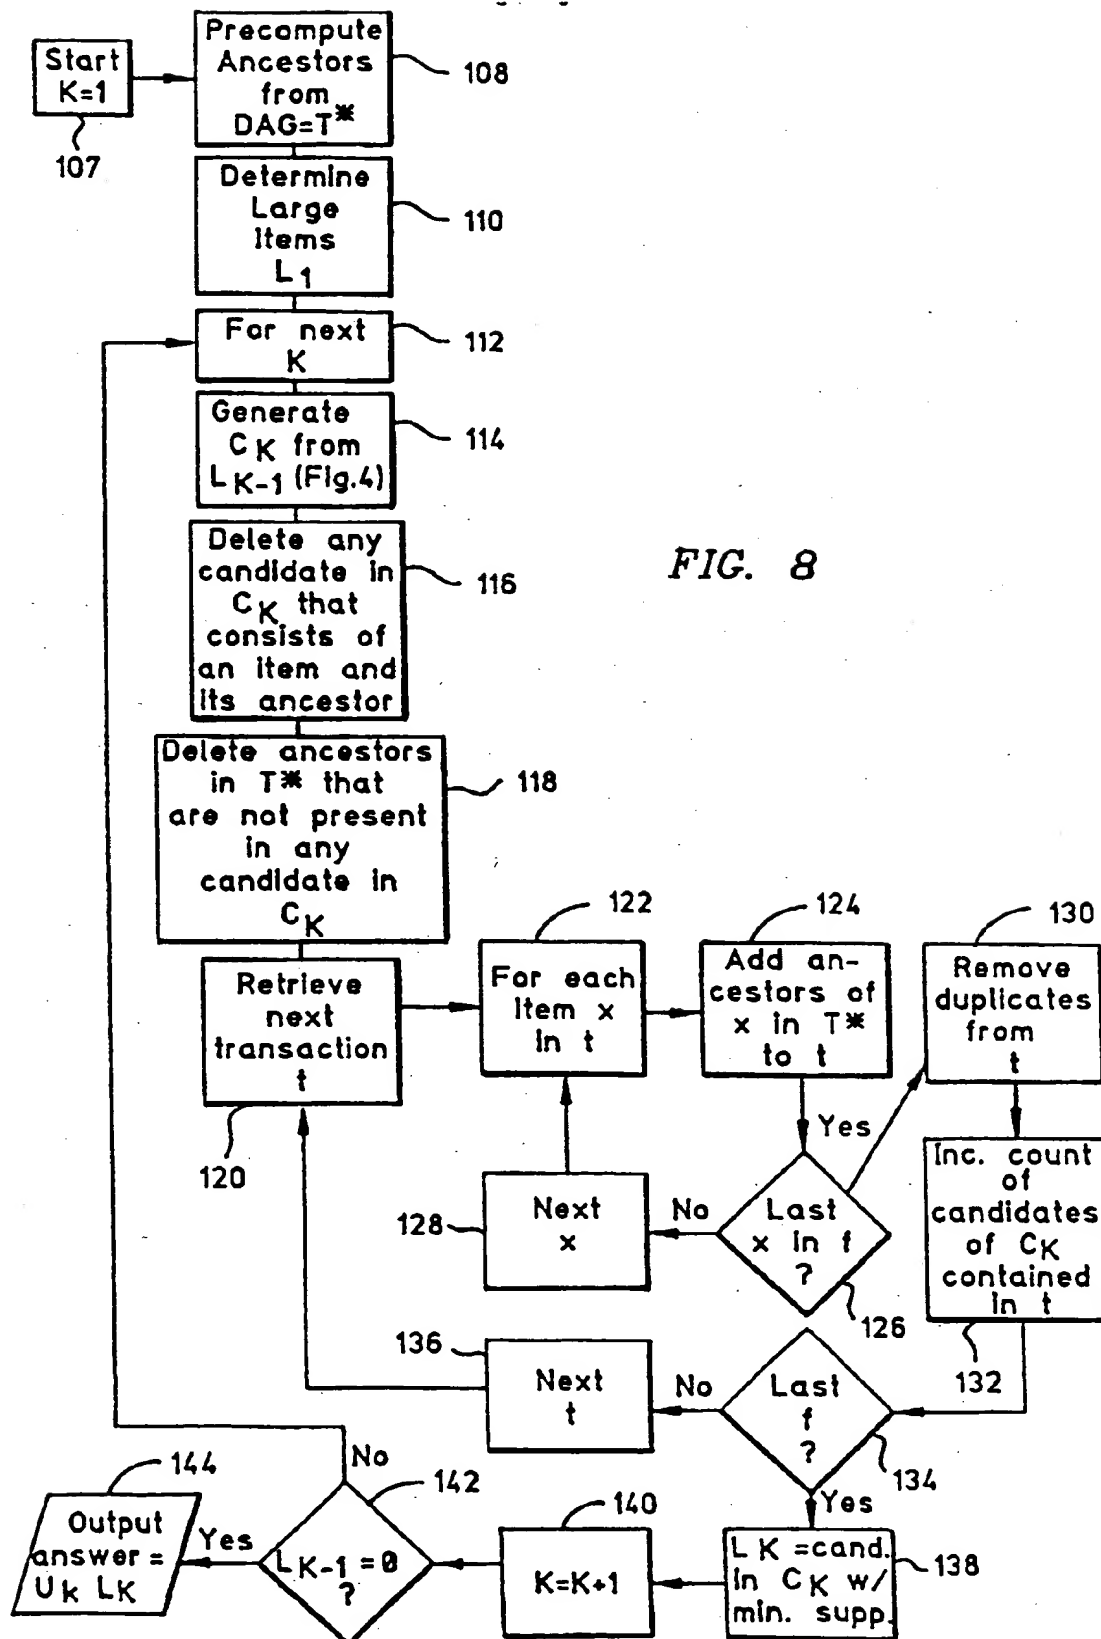 Start
K=1
107
Precompute
Ancestors
from
DAG=T*
108
Determine
Large
Items
L1
110
For next
K
112
Generate
CK from
LK-1 (Fig.4)
114
Delete any
candidate in
CK that
consists of
an item and
its ancestor
116
FIG. 8
Delete ancestors
in T* that
are not present
in any
candidate in
CK
118
Retrieve
next
transaction
t
120
For each
item x
in t
122
Add an-
cestors of
x in T*
to t
124
Remove
duplicates
from
t
130
Yes
Last
x in f
?
126
No
Next
x
128
Inc. count
of
candidates
of CK
contained
in t
132
Last
f
?
134
No
Next
t
136
Yes
LK =cand.
in CK w/
min. supp.
138
K=K+1
140
LK-1 = 0
?
142
No
Yes
Output
answer =
Uk LK
144